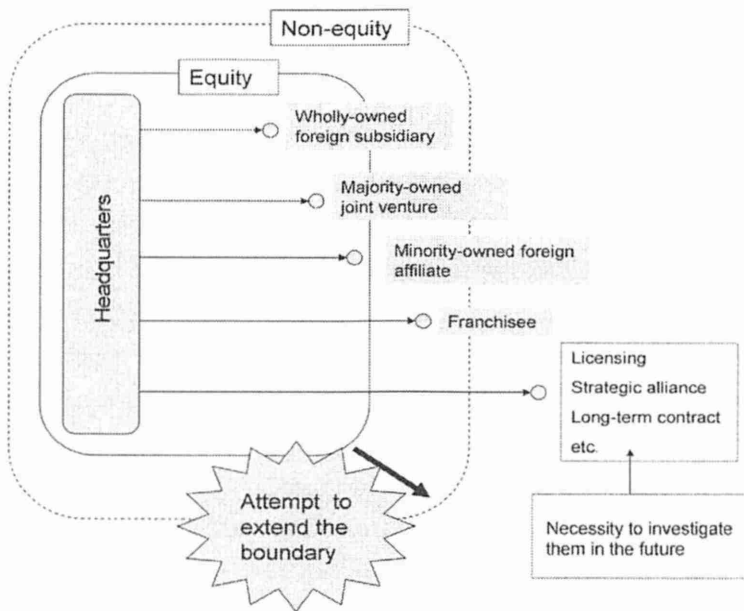 Non-equity
Equity
Headquarters
Wholly-owned
foreign subsidiary
Majority-owned
joint venture
Minority-owned foreign
affiliate
Franchisee
Licensing
Strategic alliance
Long-term contract
etc.
Attempt to
extend the
boundary
Necessity to investigate
them in the future